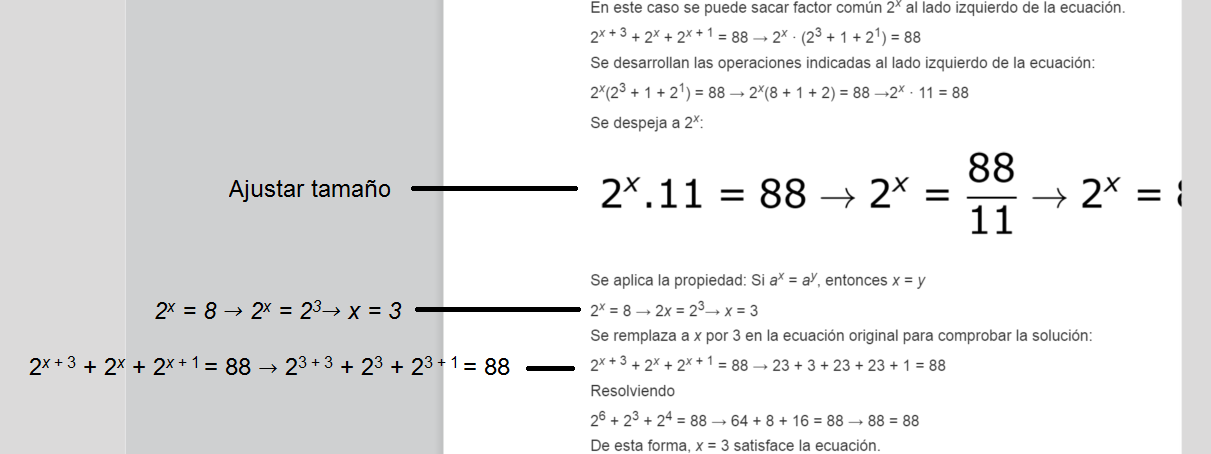 En este caso se puede sacar factor común 2ˣ al lado izquierdo de la ecuación.
2ˣ ⁺ ³ + 2ˣ + 2ˣ ⁺ ¹ = 88 → 2ˣ · (2³ + 1 + 2¹) = 88
Se desarrollan las operaciones indicadas al lado izquierdo de la ecuación:
2ˣ(2³ + 1 + 2¹) = 88 → 2ˣ(8 + 1 + 2) = 88 →2ˣ · 11 = 88
Se despeja a 2ˣ:
Ajustar tamaño
2ˣ.11 = 88 → 2ˣ = 88/11 → 2ˣ =
Se aplica la propiedad: Si aˣ = aʸ, entonces x = y
2ˣ = 8 → 2ˣ = 2³→ x = 3
2ˣ = 8 → 2x = 2³→ x = 3
Se remplaza a x por 3 en la ecuación original para comprobar la solución:
2ˣ ⁺ ³ + 2ˣ + 2ˣ ⁺ ¹ = 88 → 2³ ⁺ ³ + 2³ + 2³ ⁺ ¹ = 88
2ˣ ⁺ ³ + 2ˣ + 2ˣ ⁺ ¹ = 88 → 23 + 3 + 23 + 23 + 1 = 88
Resolviendo
2⁶ + 2³ + 2⁴ = 88 → 64 + 8 + 16 = 88 → 88 = 88
De esta forma, x = 3 satisface la ecuación.